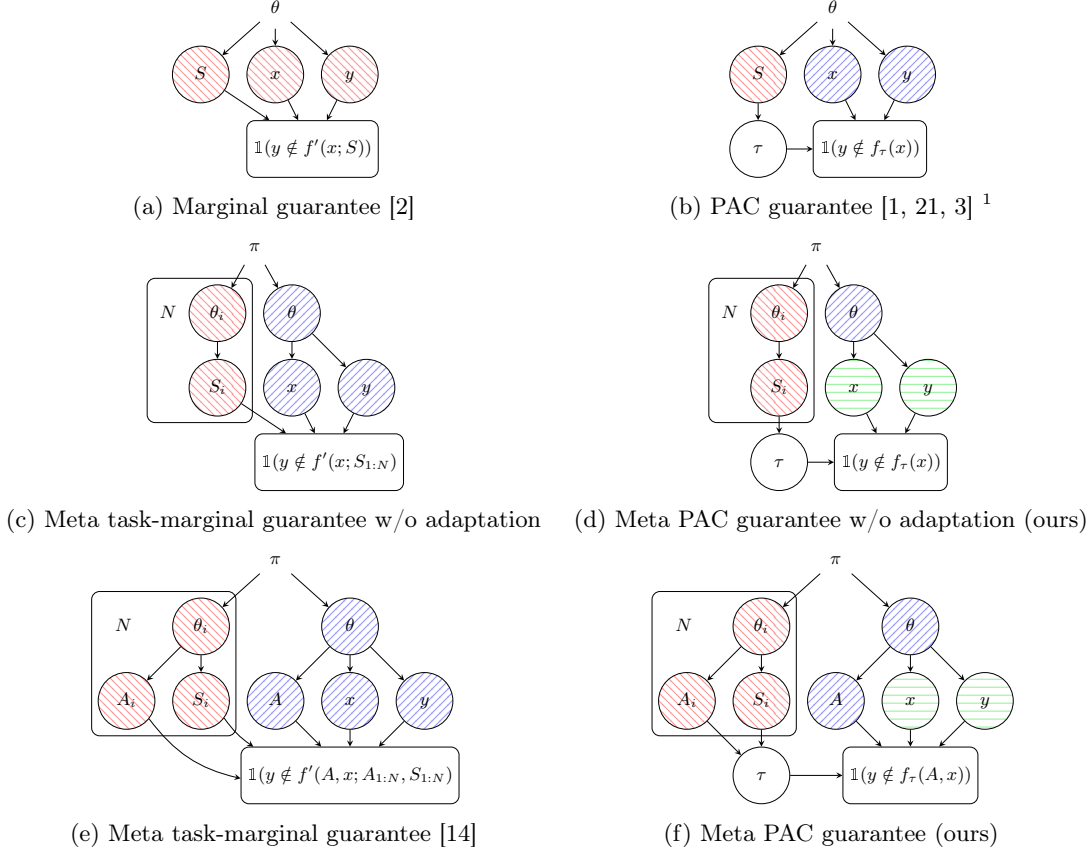 θ
S x y
𝟙(y ∉ f′(x; S))
(a) Marginal guarantee [2]
θ
S x y
τ 𝟙(y ∉ f_τ(x))
(b) PAC guarantee [1, 21, 3] ¹
π
N θ_i θ
S_i x y
𝟙(y ∉ f′(x; S_{1:N}))
(c) Meta task-marginal guarantee w/o adaptation
π
N θ_i θ
S_i x y
τ 𝟙(y ∉ f_τ(x))
(d) Meta PAC guarantee w/o adaptation (ours)
π
N θ_i θ
A_i S_i A x y
𝟙(y ∉ f′(A, x; A_{1:N}, S_{1:N})
(e) Meta task-marginal guarantee [14]
π
N θ_i θ
A_i S_i A x y
τ 𝟙(y ∉ f_τ(A, x))
(f) Meta PAC guarantee (ours)